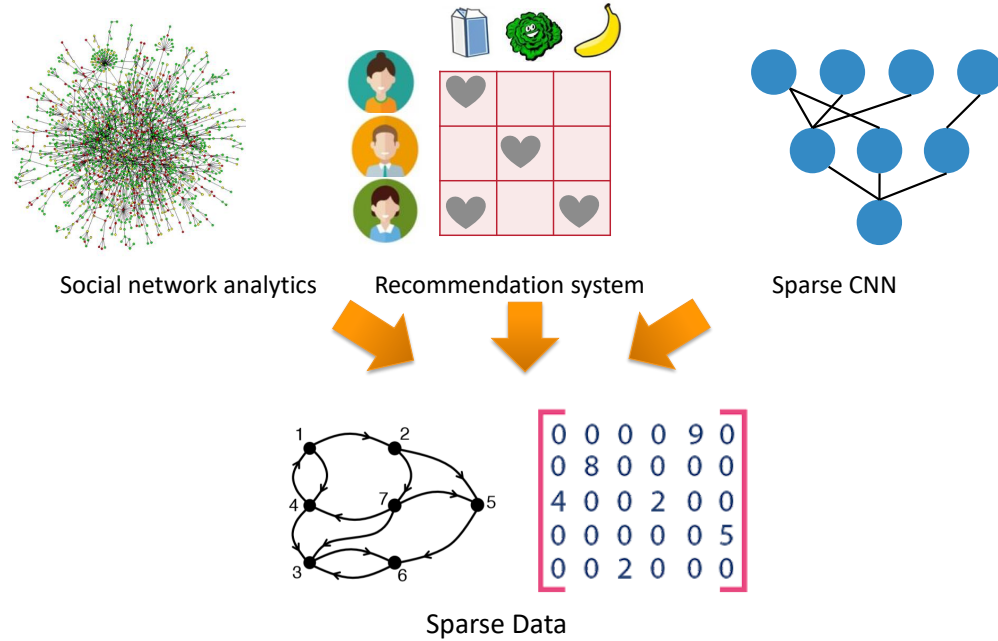 Social network analytics
Recommendation system
Sparse CNN
1
2
4
7
5
3
6
0 0 0 0 9 0
0 8 0 0 0 0
4 0 0 2 0 0
0 0 0 0 0 5
0 0 2 0 0 0
Sparse Data